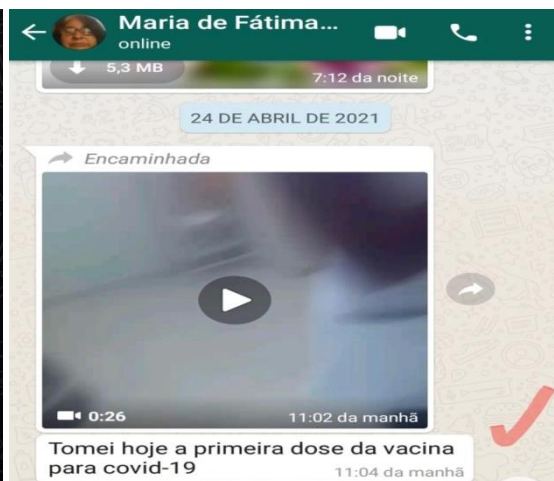 Maria de Fátima...
online
5,3 MB
7:12 da noite
24 DE ABRIL DE 2021
Encaminhada
0:26
11:02 da manhã
Tomei hoje a primeira dose da vacina
para covid-19
11:04 da manhã